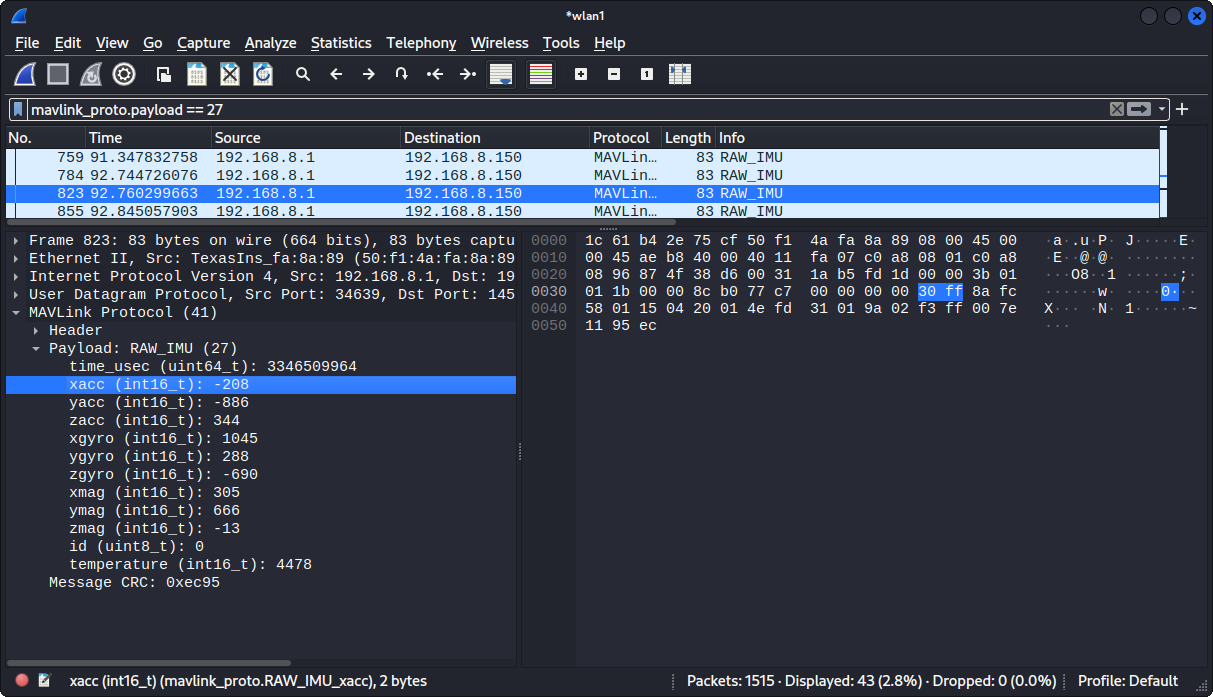 *wlan1
File Edit View Go Capture Analyze Statistics Telephony Wireless Tools Help
mavlink_proto.payload == 27
No. Time Source Destination Protocol Length Info
759 91.347832758 192.168.8.1 192.168.8.150 MAVLin… 83 RAW_IMU
784 92.744726076 192.168.8.1 192.168.8.150 MAVLin… 83 RAW_IMU
823 92.760299663 192.168.8.1 192.168.8.150 MAVLin… 83 RAW_IMU
855 92.845057903 192.168.8.1 192.168.8.150 MAVLin… 83 RAW_IMU
Frame 823: 83 bytes on wire (664 bits), 83 bytes captu
Ethernet II, Src: TexasIns_fa:8a:89 (50:f1:4a:fa:8a:89
Internet Protocol Version 4, Src: 192.168.8.1, Dst: 19
User Datagram Protocol, Src Port: 34639, Dst Port: 145
MAVLink Protocol (41)
Header
Payload: RAW_IMU (27)
time_usec (uint64_t): 3346509964
xacc (int16_t): -208
yacc (int16_t): -886
zacc (int16_t): 344
xgyro (int16_t): 1045
ygyro (int16_t): 288
zgyro (int16_t): -690
xmag (int16_t): 305
ymag (int16_t): 666
zmag (int16_t): -13
id (uint8_t): 0
temperature (int16_t): 4478
Message CRC: 0xec95
0000 1c 61 b4 2e 75 cf 50 f1 4a fa 8a 89 08 00 45 00 ·a·.u·P· J·····E·
0010 00 45 ae b8 40 00 40 11 fa 07 c0 a8 08 01 c0 a8 ·E··@·@· ········
0020 08 96 87 4f 38 d6 00 31 1a b5 fd 1d 00 00 3b 01 ···O8··1 ······;·
0030 01 1b 00 00 8c b0 77 c7 00 00 00 00 30 ff 8a fc ······w· ····0···
0040 58 01 15 04 20 01 4e fd 31 01 9a 02 f3 ff 00 7e X··· ·N· 1······~
0050 11 95 ec ···
xacc (int16_t) (mavlink_proto.RAW_IMU_xacc), 2 bytes
Packets: 1515 · Displayed: 43 (2.8%) · Dropped: 0 (0.0%)
Profile: Default